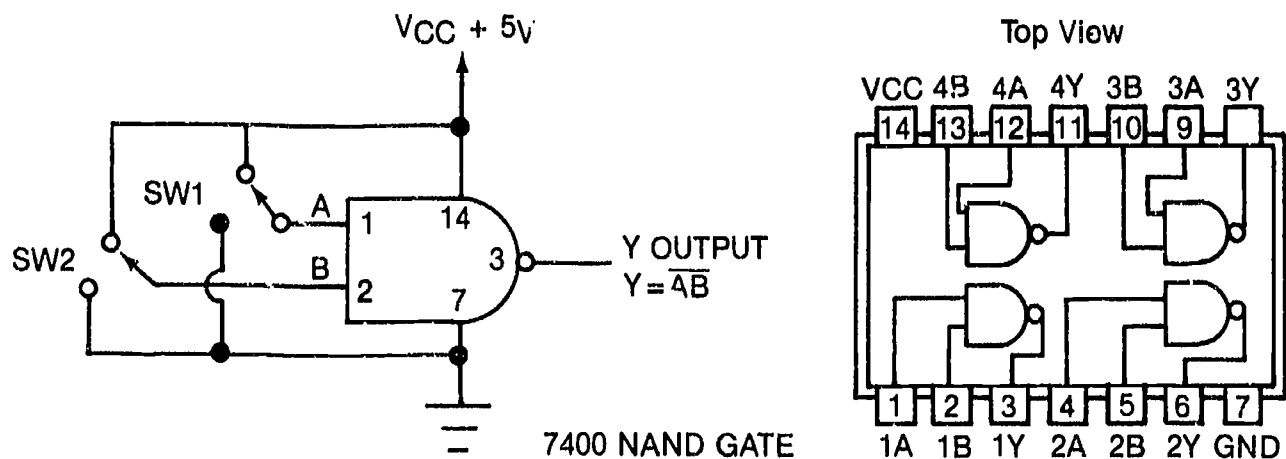 VCC + 5V
SW1
SW2
A
B
1
2
14
3
7
Y OUTPUT
Y = \overline{AB}
7400 NAND GATE
Top View
VCC 4B 4A 4Y 3B 3A 3Y
14 13 12 11 10 9
1 2 3 4 5 6 7
1A 1B 1Y 2A 2B 2Y GND